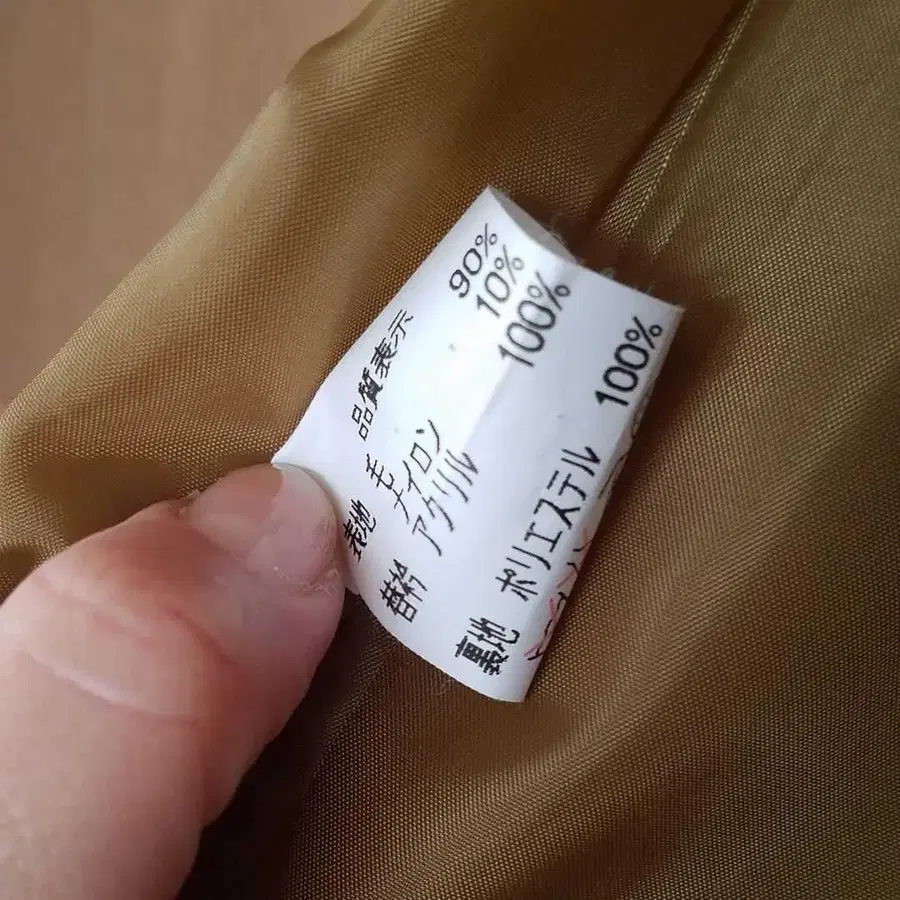 品質表示
表地 毛 90%
ナイロン 10%
替衿 アクリル 100%
裏地 ポリエステル 100%